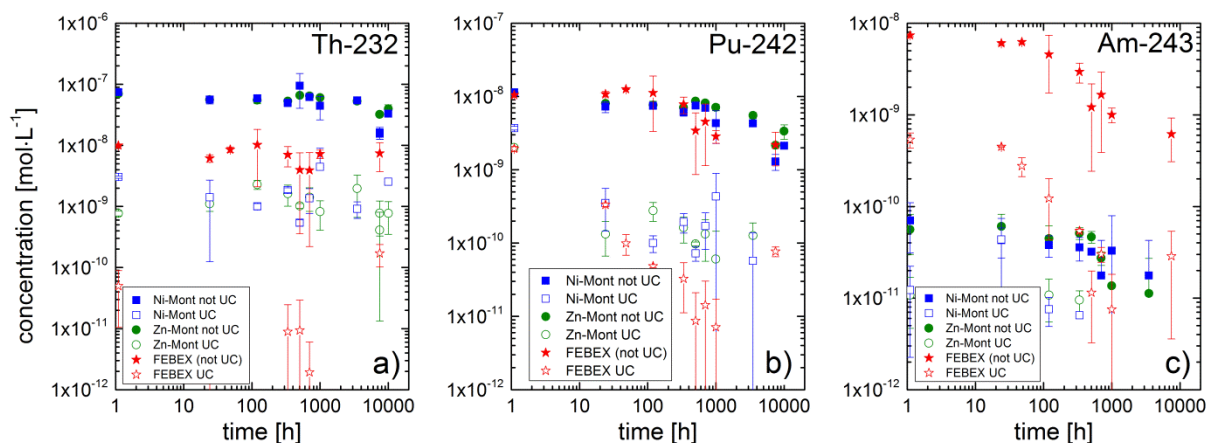 concentration [mol·L⁻¹]
1x10⁻⁶
1x10⁻⁷
1x10⁻⁸
1x10⁻⁹
1x10⁻¹⁰
1x10⁻¹¹
1x10⁻¹²
Th-232
Ni-Mont not UC
Ni-Mont UC
Zn-Mont not UC
Zn-Mont UC
FEBEX (not UC)
FEBEX UC
a)
1 10 100 1000 10000
time [h]
1x10⁻⁶
1x10⁻⁷
1x10⁻⁸
1x10⁻⁹
1x10⁻¹⁰
1x10⁻¹¹
1x10⁻¹²
Pu-242
Ni-Mont not UC
Ni-Mont UC
Zn-Mont not UC
Zn-Mont UC
FEBEX (not UC)
FEBEX UC
b)
1 10 100 1000 10000
time [h]
1x10⁻⁸
1x10⁻⁹
1x10⁻¹⁰
1x10⁻¹¹
1x10⁻¹²
Am-243
Ni-Mont not UC
Ni-Mont UC
Zn-Mont not UC
Zn-Mont UC
FEBEX (not UC)
FEBEX UC
c)
1 10 100 1000 10000
time [h]